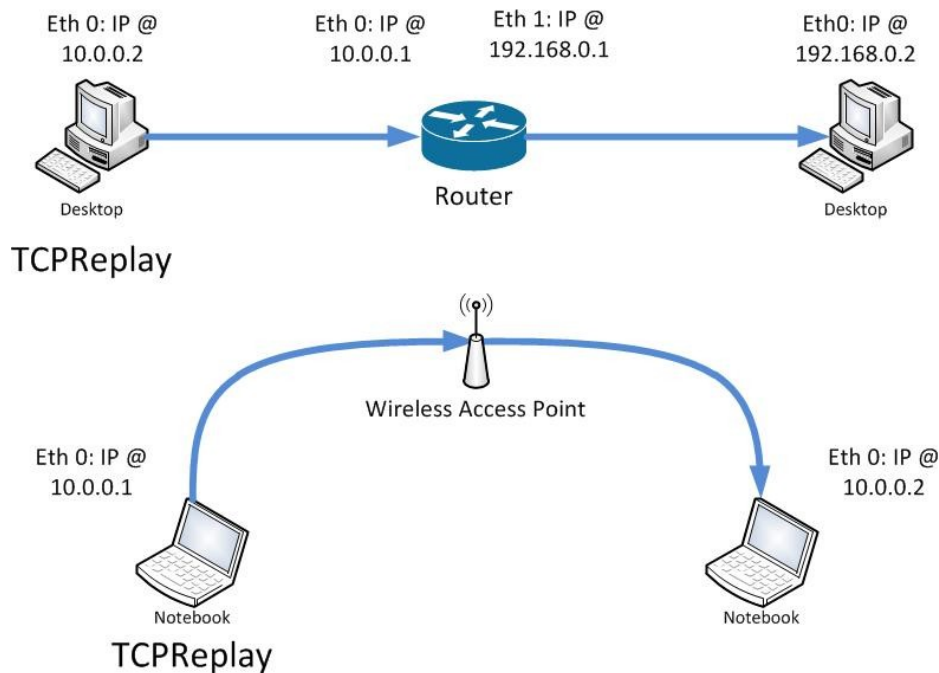 Eth 0: IP @
10.0.0.2
Eth 0: IP @
10.0.0.1
Eth 1: IP @
192.168.0.1
Eth0: IP @
192.168.0.2
Desktop
Router
Desktop
TCPReplay
Wireless Access Point
Eth 0: IP @
10.0.0.1
Eth 0: IP @
10.0.0.2
Notebook
Notebook
TCPReplay